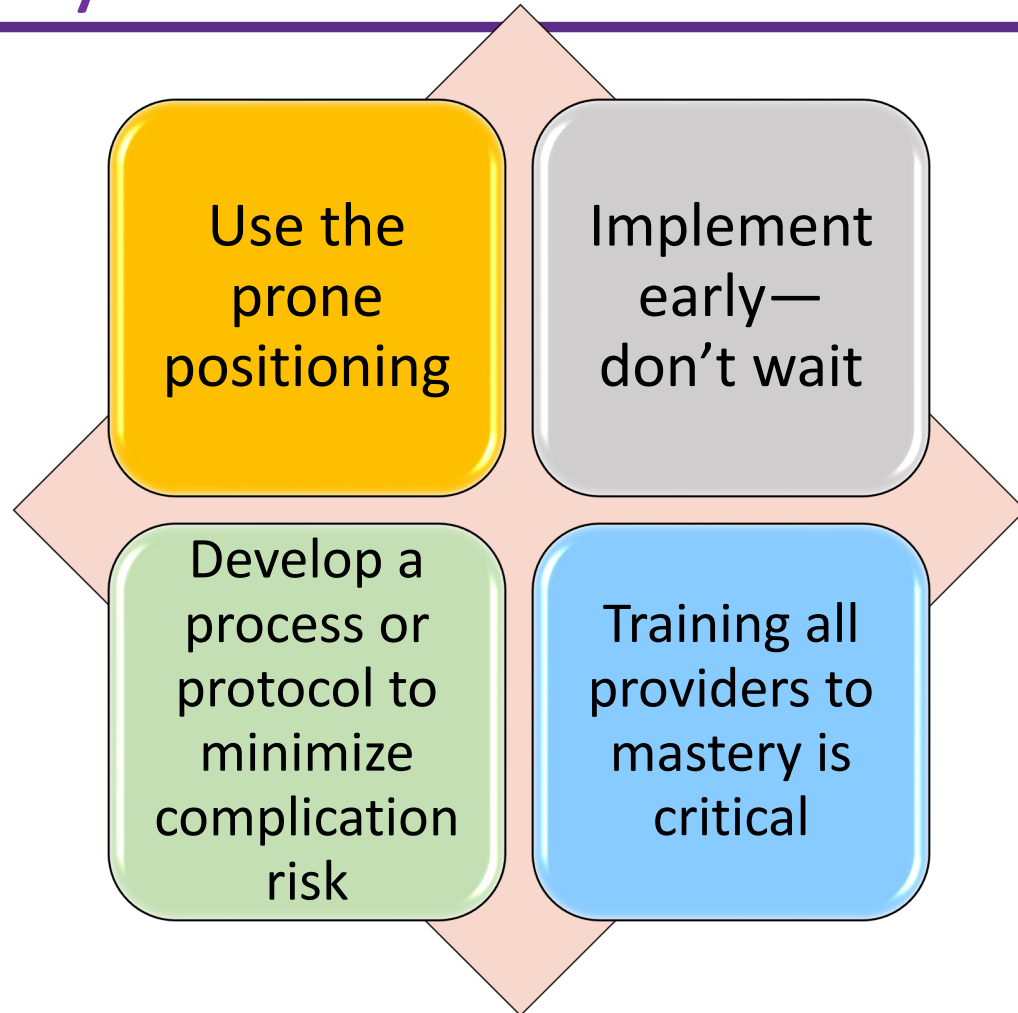 Use the
prone
positioning
Implement
early—
don’t wait
Develop a
process or
protocol to
minimize
complication
risk
Training all
providers to
mastery is
critical